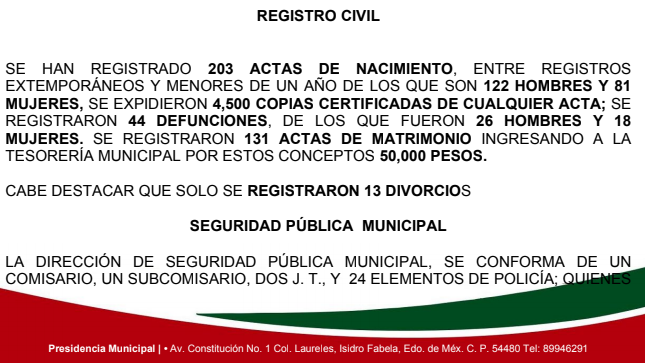 REGISTRO CIVIL
SE HAN REGISTRADO 203 ACTAS DE NACIMIENTO, ENTRE REGISTROS
EXTEMPORÁNEOS Y MENORES DE UN AÑO DE LOS QUE SON 122 HOMBRES Y 81
MUJERES, SE EXPIDIERON 4,500 COPIAS CERTIFICADAS DE CUALQUIER ACTA; SE
REGISTRARON 44 DEFUNCIONES, DE LOS QUE FUERON 26 HOMBRES Y 18
MUJERES. SE REGISTRARON 131 ACTAS DE MATRIMONIO INGRESANDO A LA
TESORERÍA MUNICIPAL POR ESTOS CONCEPTOS 50,000 PESOS.
CABE DESTACAR QUE SOLO SE REGISTRARON 13 DIVORCIOS
SEGURIDAD PÚBLICA MUNICIPAL
LA DIRECCIÓN DE SEGURIDAD PÚBLICA MUNICIPAL, SE CONFORMA DE UN
COMISARIO, UN SUBCOMISARIO, DOS J. T., Y 24 ELEMENTOS DE POLICÍA; QUIENES
Presidencia Municipal | • Av. Constitución No. 1 Col. Laureles, Isidro Fabela, Edo. de Méx. C. P. 54480 Tel: 89946291